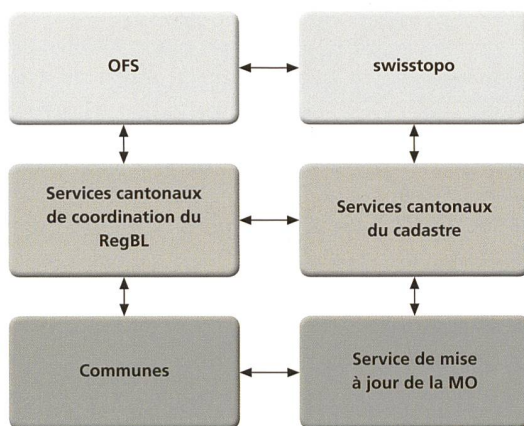 OFS
swisstopo
Services cantonaux
de coordination du
RegBL
Services cantonaux
du cadastre
Communes
Service de mise
à jour de la MO